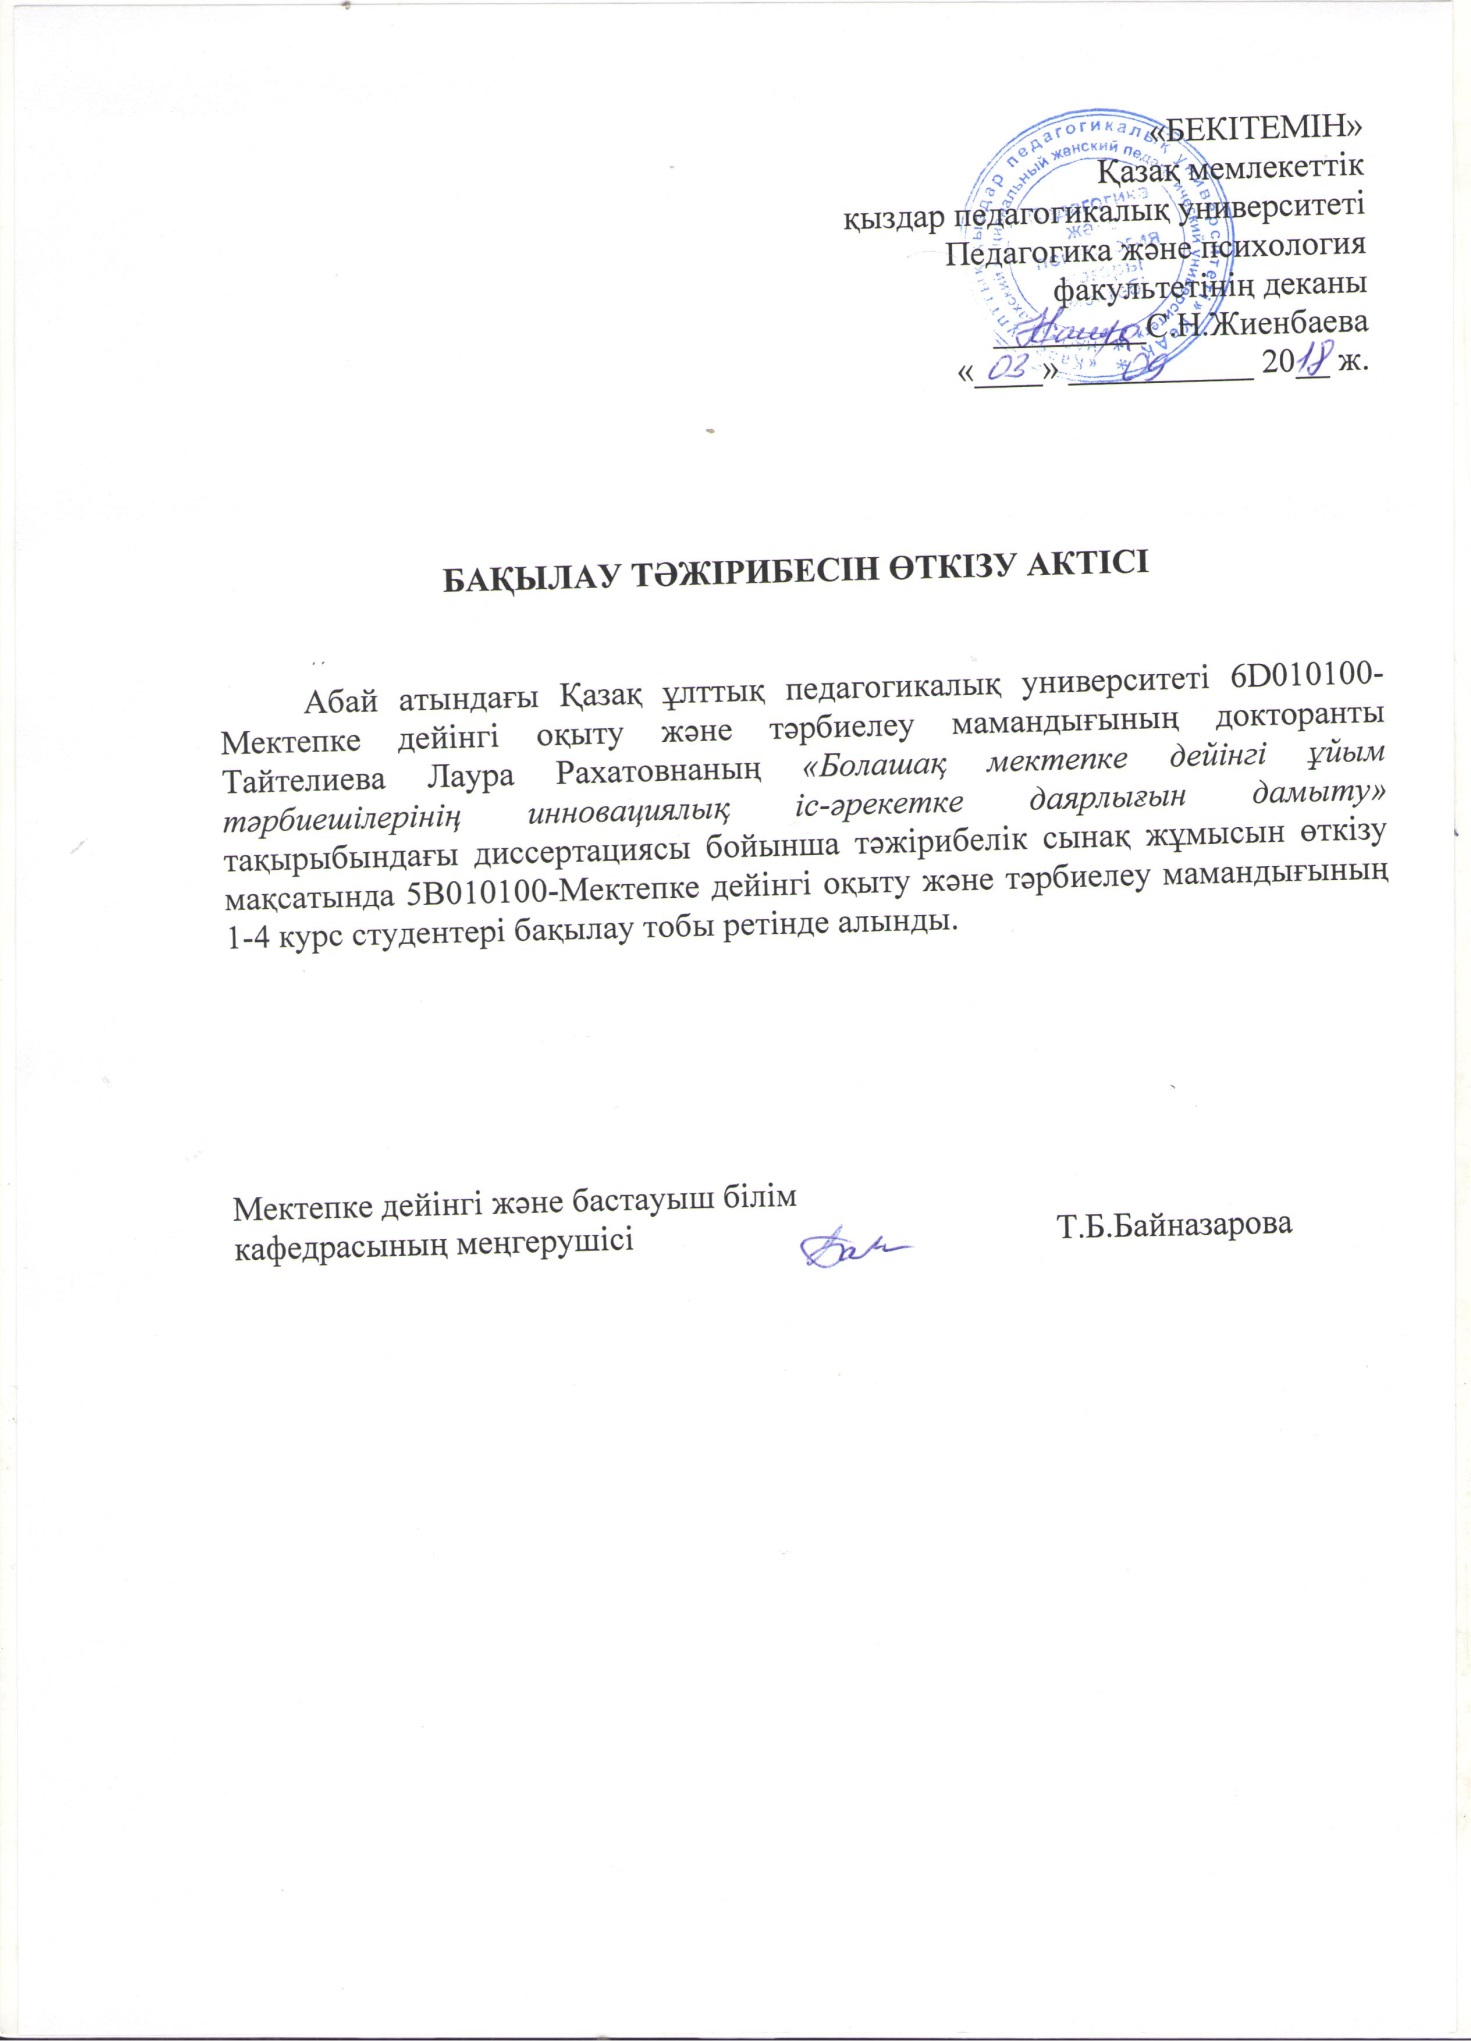 «БЕКІТЕМІН»
Қазақ мемлекеттік
қыздар педагогикалық университеті
Педагогика және психология
факультетінің деканы
____________С.Н.Жиенбаева
«03» 09 2018 ж.
БАҚЫЛАУ ТӘЖІРИБЕСІН ӨТКІЗУ АКТІСІ
Абай атындағы Қазақ ұлттық педагогикалық университеті 6D010100-
Мектепке дейінгі оқыту және тәрбиелеу мамандығының докторанты
Тайтелиева Лаура Рахатовнаның «Болашақ мектепке дейінгі ұйым
тәрбиешілерінің инновациялық іс-әрекетке даярлығын дамыту»
тақырыбындағы диссертациясы бойынша тәжірибелік сынақ жұмысын өткізу
мақсатында 5В010100-Мектепке дейінгі оқыту және тәрбиелеу мамандығының
1-4 курс студентері бақылау тобы ретінде алынды.
Мектепке дейінгі және бастауыш білім
кафедрасының меңгерушісі Т.Б.Байназарова